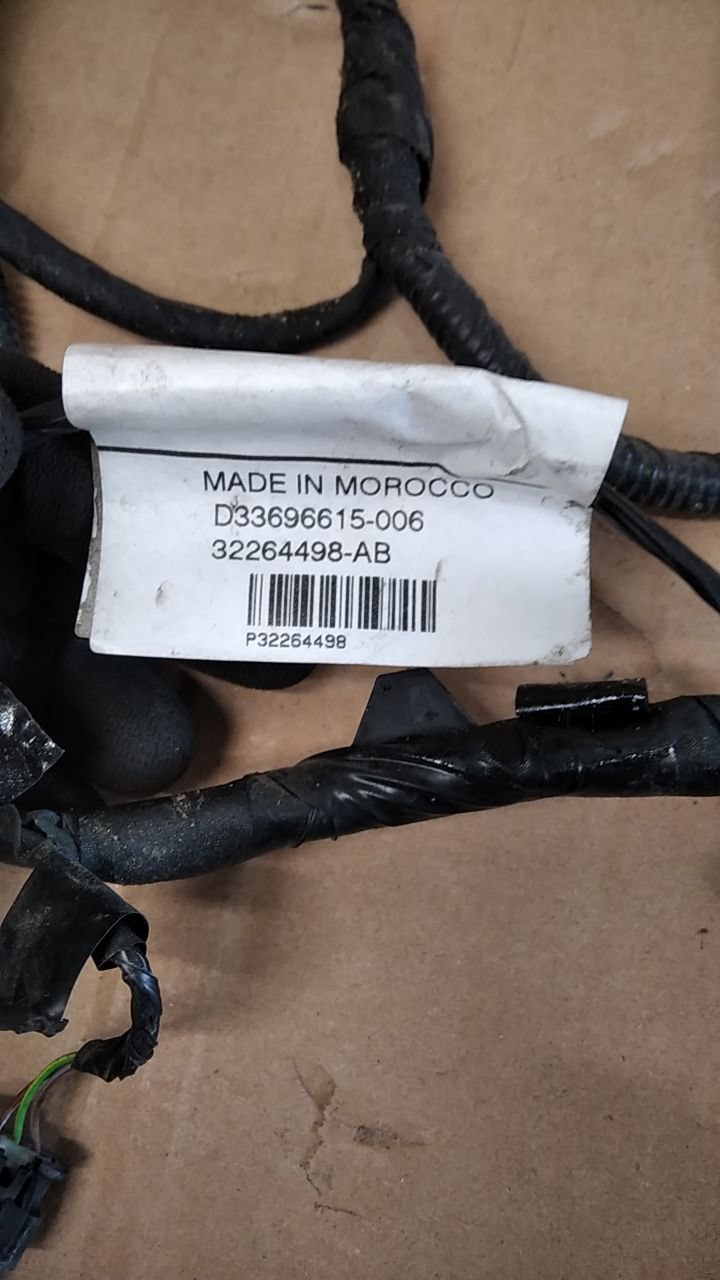 MADE IN MOROCCO
D33696615-006
32264498-AB
P32264498